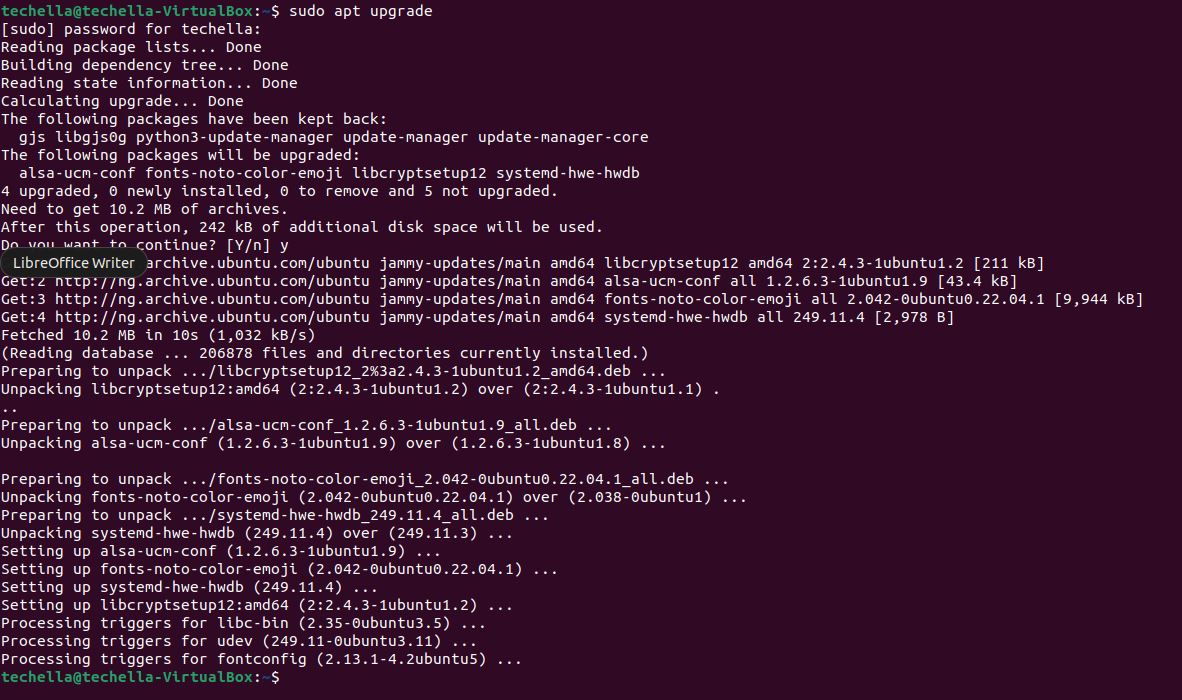 techella@techella-VirtualBox:~$ sudo apt upgrade
[sudo] password for techella:
Reading package lists... Done
Building dependency tree... Done
Reading state information... Done
Calculating upgrade... Done
The following packages have been kept back:
  gjs libgjs0g python3-update-manager update-manager update-manager-core
The following packages will be upgraded:
  alsa-ucm-conf fonts-noto-color-emoji libcryptsetup12 systemd-hwe-hwdb
4 upgraded, 0 newly installed, 0 to remove and 5 not upgraded.
Need to get 10.2 MB of archives.
After this operation, 242 kB of additional disk space will be used.
Do you want to continue? [Y/n] y
LibreOffice Writer .archive.ubuntu.com/ubuntu jammy-updates/main amd64 libcryptsetup12 amd64 2:2.4.3-1ubuntu1.2 [211 kB]
Get:2 http://ng.archive.ubuntu.com/ubuntu jammy-updates/main amd64 alsa-ucm-conf all 1.2.6.3-1ubuntu1.9 [43.4 kB]
Get:3 http://ng.archive.ubuntu.com/ubuntu jammy-updates/main amd64 fonts-noto-color-emoji all 2.042-0ubuntu0.22.04.1 [9,944 kB]
Get:4 http://ng.archive.ubuntu.com/ubuntu jammy-updates/main amd64 systemd-hwe-hwdb all 249.11.4 [2,978 B]
Fetched 10.2 MB in 10s (1,032 kB/s)
(Reading database ... 206878 files and directories currently installed.)
Preparing to unpack .../libcryptsetup12_2%3a2.4.3-1ubuntu1.2_amd64.deb ...
Unpacking libcryptsetup12:amd64 (2:2.4.3-1ubuntu1.2) over (2:2.4.3-1ubuntu1.1) .
..
Preparing to unpack .../alsa-ucm-conf_1.2.6.3-1ubuntu1.9_all.deb ...
Unpacking alsa-ucm-conf (1.2.6.3-1ubuntu1.9) over (1.2.6.3-1ubuntu1.8) ...
Preparing to unpack .../fonts-noto-color-emoji_2.042-0ubuntu0.22.04.1_all.deb ...
Unpacking fonts-noto-color-emoji (2.042-0ubuntu0.22.04.1) over (2.038-0ubuntu1) ...
Preparing to unpack .../systemd-hwe-hwdb_249.11.4_all.deb ...
Unpacking systemd-hwe-hwdb (249.11.4) over (249.11.3) ...
Setting up alsa-ucm-conf (1.2.6.3-1ubuntu1.9) ...
Setting up fonts-noto-color-emoji (2.042-0ubuntu0.22.04.1) ...
Setting up systemd-hwe-hwdb (249.11.4) ...
Setting up libcryptsetup12:amd64 (2:2.4.3-1ubuntu1.2) ...
Processing triggers for libc-bin (2.35-0ubuntu3.5) ...
Processing triggers for udev (249.11-0ubuntu3.11) ...
Processing triggers for fontconfig (2.13.1-4.2ubuntu5) ...
techella@techella-VirtualBox:~$